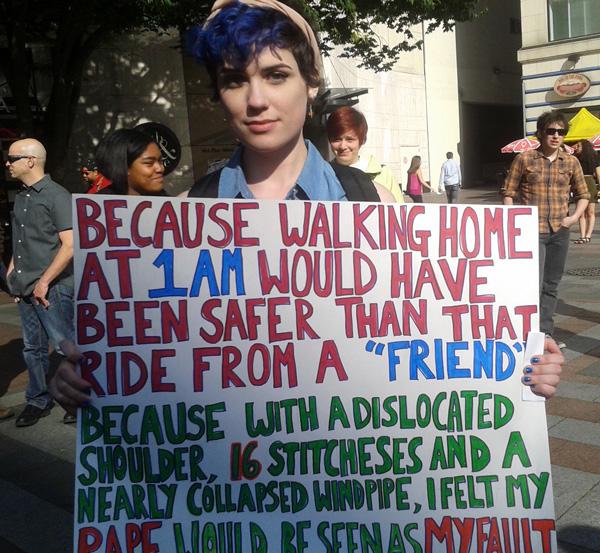 BECAUSE WALKING HOME
AT 1AM WOULD HAVE
BEEN SAFER THAN THAT
RIDE FROM A "FRIEND"
BECAUSE WITH A DISLOCATED
SHOULDER, 16 STITCHESES AND A
NEARLY COLLAPSED WINDPIPE, I FELT MY
RAPE WOULD BE SEEN AS MY FAULT